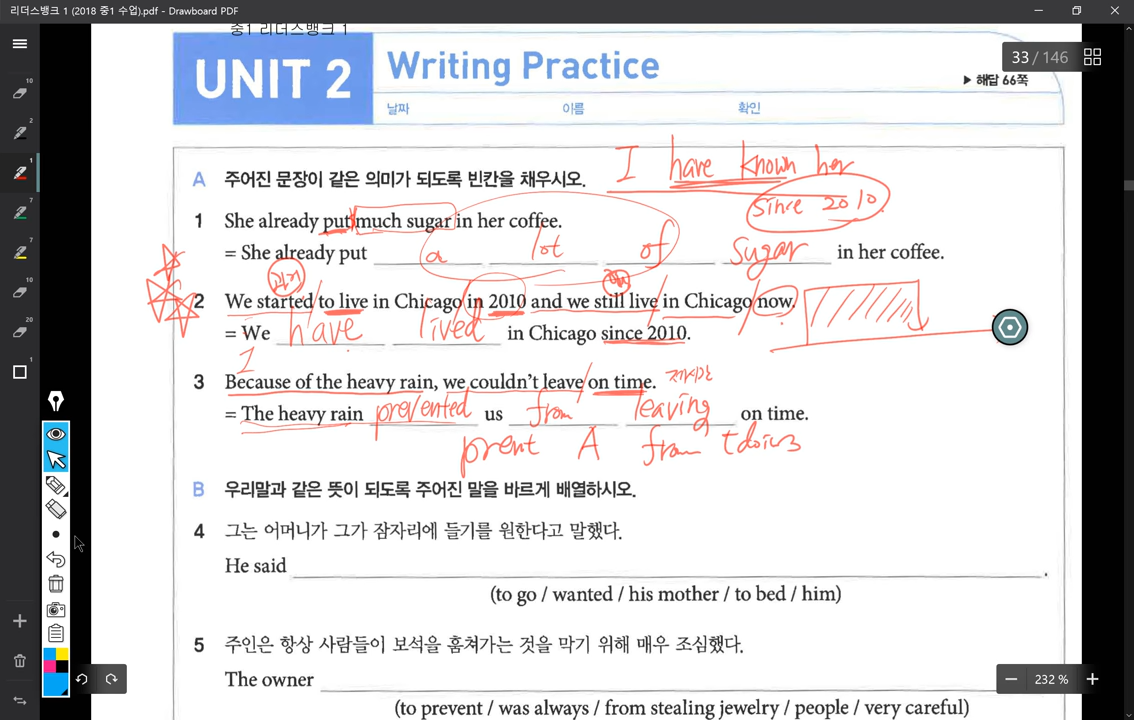 리더스뱅크 1 (2018 중1 수업).pdf - Drawboard PDF
중1 리더스뱅크 1
33 / 146
UNIT 2
Writing Practice
▶ 해답 66쪽
날짜 이름 확인
I have known her
since 2010
A 주어진 문장이 같은 의미가 되도록 빈칸을 채우시오.
1 She already put much sugar in her coffee.
= She already put a lot of sugar in her coffee.
과거
2 We started to live in Chicago in 2010 and we still live in Chicago now.
= We have lived in Chicago since 2010.
I
3 Because of the heavy rain, we couldn't leave on time. 제시간
= The heavy rain prevented us from leaving on time.
prent A from
B 우리말과 같은 뜻이 되도록 주어진 말을 바르게 배열하시오.
4 그는 어머니가 그가 잠자리에 들기를 원한다고 말했다.
He said .
(to go / wanted / his mother / to bed / him)
5 주인은 항상 사람들이 보석을 훔쳐가는 것을 막기 위해 매우 조심했다.
The owner
(to prevent / was always / from stealing jewelry / people / very careful)
232 %
10
2
1
7
7
10
20
1